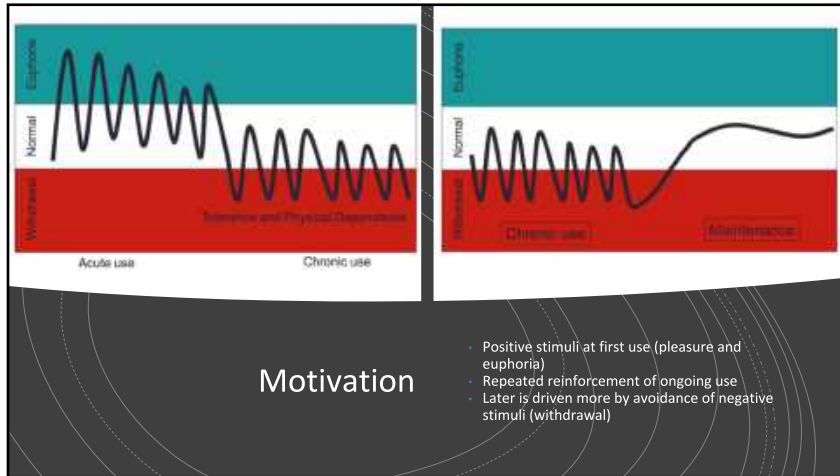 Euphoria
Normal
Withdrawal
Tolerance and Physical Dependence
Acute use
Chronic use
Euphoria
Normal
Withdrawal
Chronic use
Maintenance
Motivation
• Positive stimuli at first use (pleasure and
euphoria)
• Repeated reinforcement of ongoing use
• Later is driven more by avoidance of negative
stimuli (withdrawal)